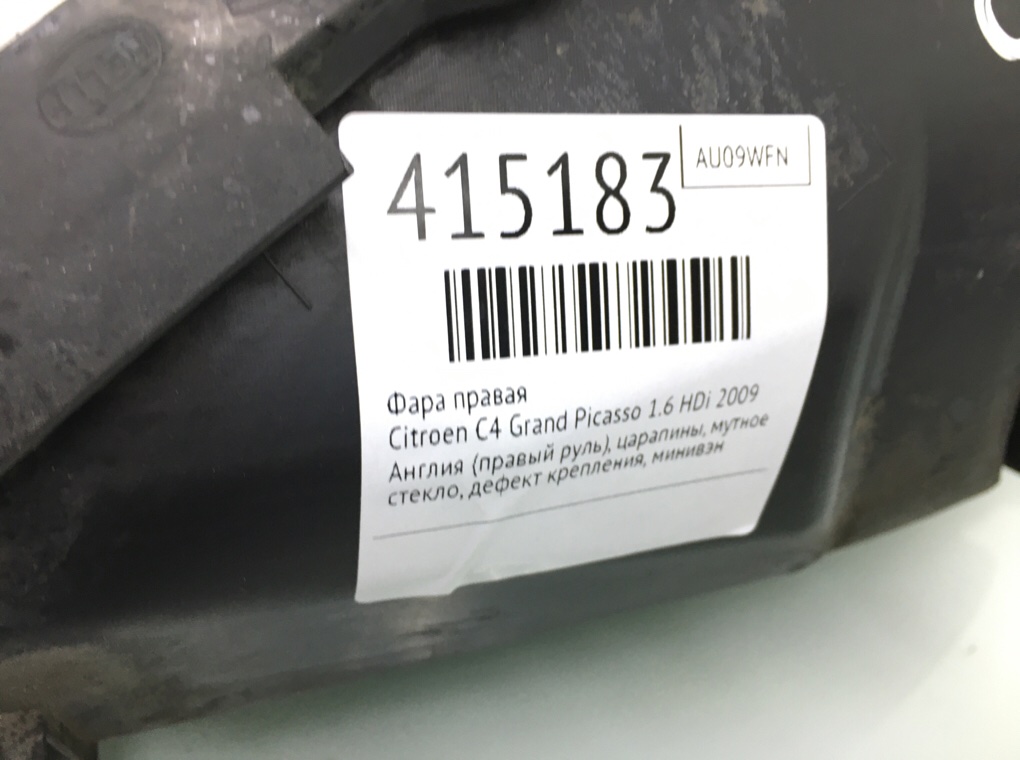 415183
AU09WFN
Фара правая
Citroen C4 Grand Picasso 1.6 HDi 2009
Англия (правый руль), царапины, мутное
стекло, дефект крепления, минивэн